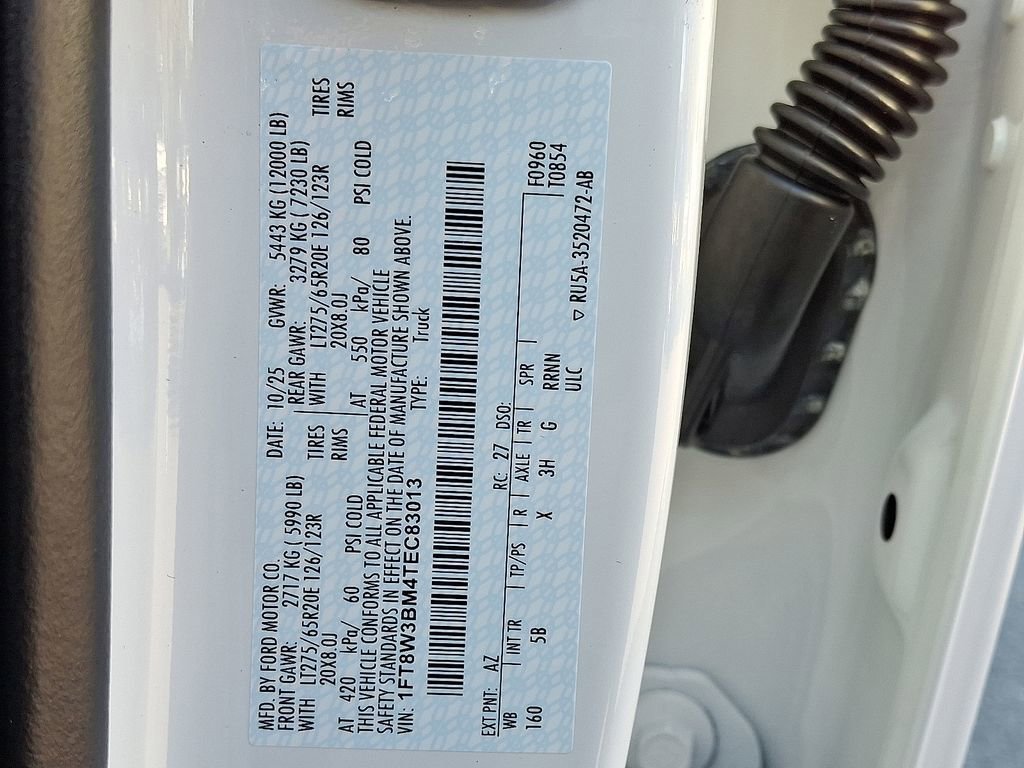 MFD. BY FORD MOTOR CO. DATE: 10/25 GVWR: 5443 KG (12000 LB)
FRONT GAWR: 2717 KG ( 5990 LB) REAR GAWR: 3279 KG ( 7230 LB)
WITH LT275/65R20E 126/123R TIRES WITH LT275/65R20E 126/123R TIRES
20X8.0J RIMS 20X8.0J RIMS
AT 420 kPa/ 60 PSI COLD AT 550 kPa/ 80 PSI COLD
THIS VEHICLE CONFORMS TO ALL APPLICABLE FEDERAL MOTOR VEHICLE
SAFETY STANDARDS IN EFFECT ON THE DATE OF MANUFACTURE SHOWN ABOVE.
VIN: 1FT8W3BM4TEC83013 TYPE: Truck
EXT PNT: AZ RC: 27 DSO:
WB INT TR TP/PS R AXLE TR SPR F0960
160 5B X 3H G RRNN T0854
ULC
▽ RU5A-3520472-AB